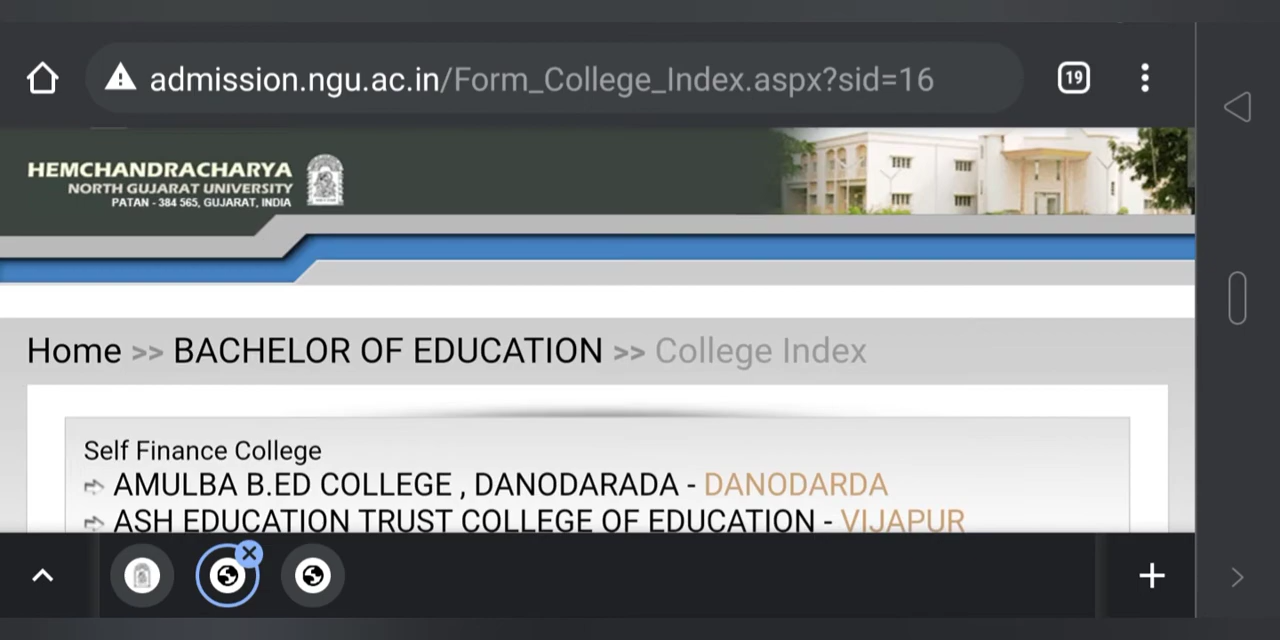 admission.ngu.ac.in/Form_College_Index.aspx?sid=16
19
HEMCHANDRACHARYA
NORTH GUJARAT UNIVERSITY
PATAN - 384 565, GUJARAT, INDIA
Home >> BACHELOR OF EDUCATION >> College Index
Self Finance College
AMULBA B.ED COLLEGE , DANODARADA - DANODARDA
ASH EDUCATION TRUST COLLEGE OF EDUCATION - VIJAPUR